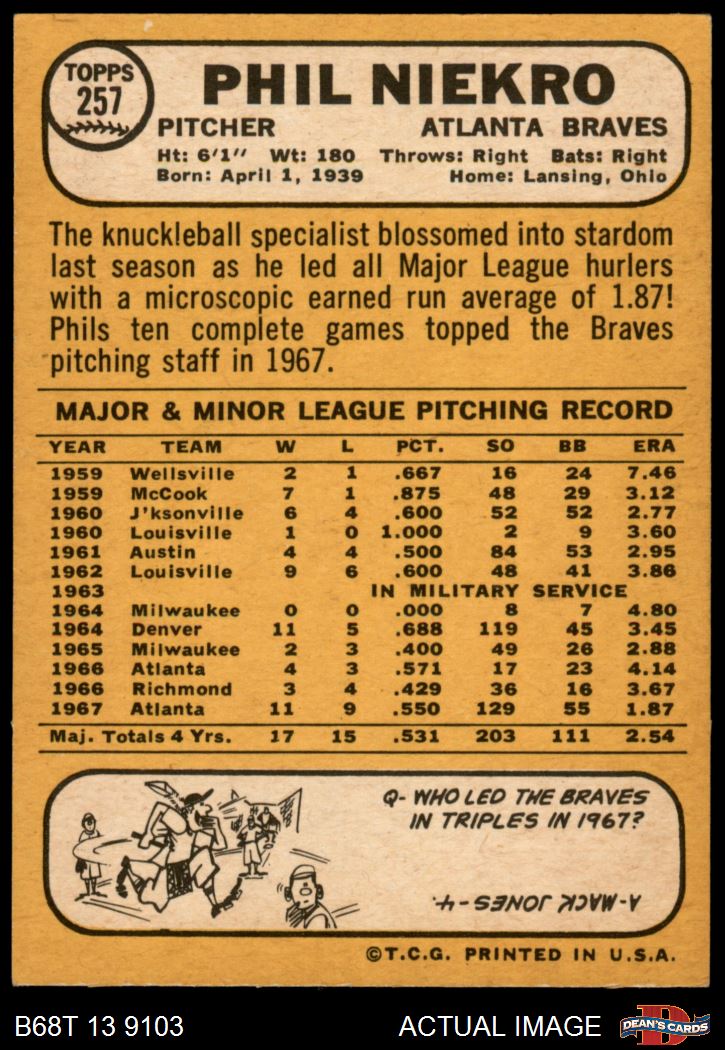 TOPPS
257
PHIL NIEKRO
PITCHER ATLANTA BRAVES
Ht: 6'1" Wt: 180 Throws: Right Bats: Right
Born: April 1, 1939 Home: Lansing, Ohio
The knuckleball specialist blossomed into stardom
last season as he led all Major League hurlers
with a microscopic earned run average of 1.87!
Phils ten complete games topped the Braves
pitching staff in 1967.
MAJOR & MINOR LEAGUE PITCHING RECORD
YEAR TEAM W L PCT. SO BB ERA
1959 Wellsville 2 1 .667 16 24 7.46
1959 McCook 7 1 .875 48 29 3.12
1960 J'ksonville 6 4 .600 52 52 2.77
1960 Louisville 1 0 1.000 2 9 3.60
1961 Austin 4 4 .500 84 53 2.95
1962 Louisville 9 6 .600 48 41 3.86
1963 IN MILITARY SERVICE
1964 Milwaukee 0 0 .000 8 7 4.80
1964 Denver 11 5 .688 119 45 3.45
1965 Milwaukee 2 3 .400 49 26 2.88
1966 Atlanta 4 3 .571 17 23 4.14
1966 Richmond 3 4 .429 36 16 3.67
1967 Atlanta 11 9 .550 129 55 1.87
Maj. Totals 4 Yrs. 17 15 .531 203 111 2.54
Q- WHO LED THE BRAVES
IN TRIPLES IN 1967?
A- MACK JONES - 4.
©T.C.G. PRINTED IN U.S.A.
B68T 13 9103 ACTUAL IMAGE D DEAN'S CARDS